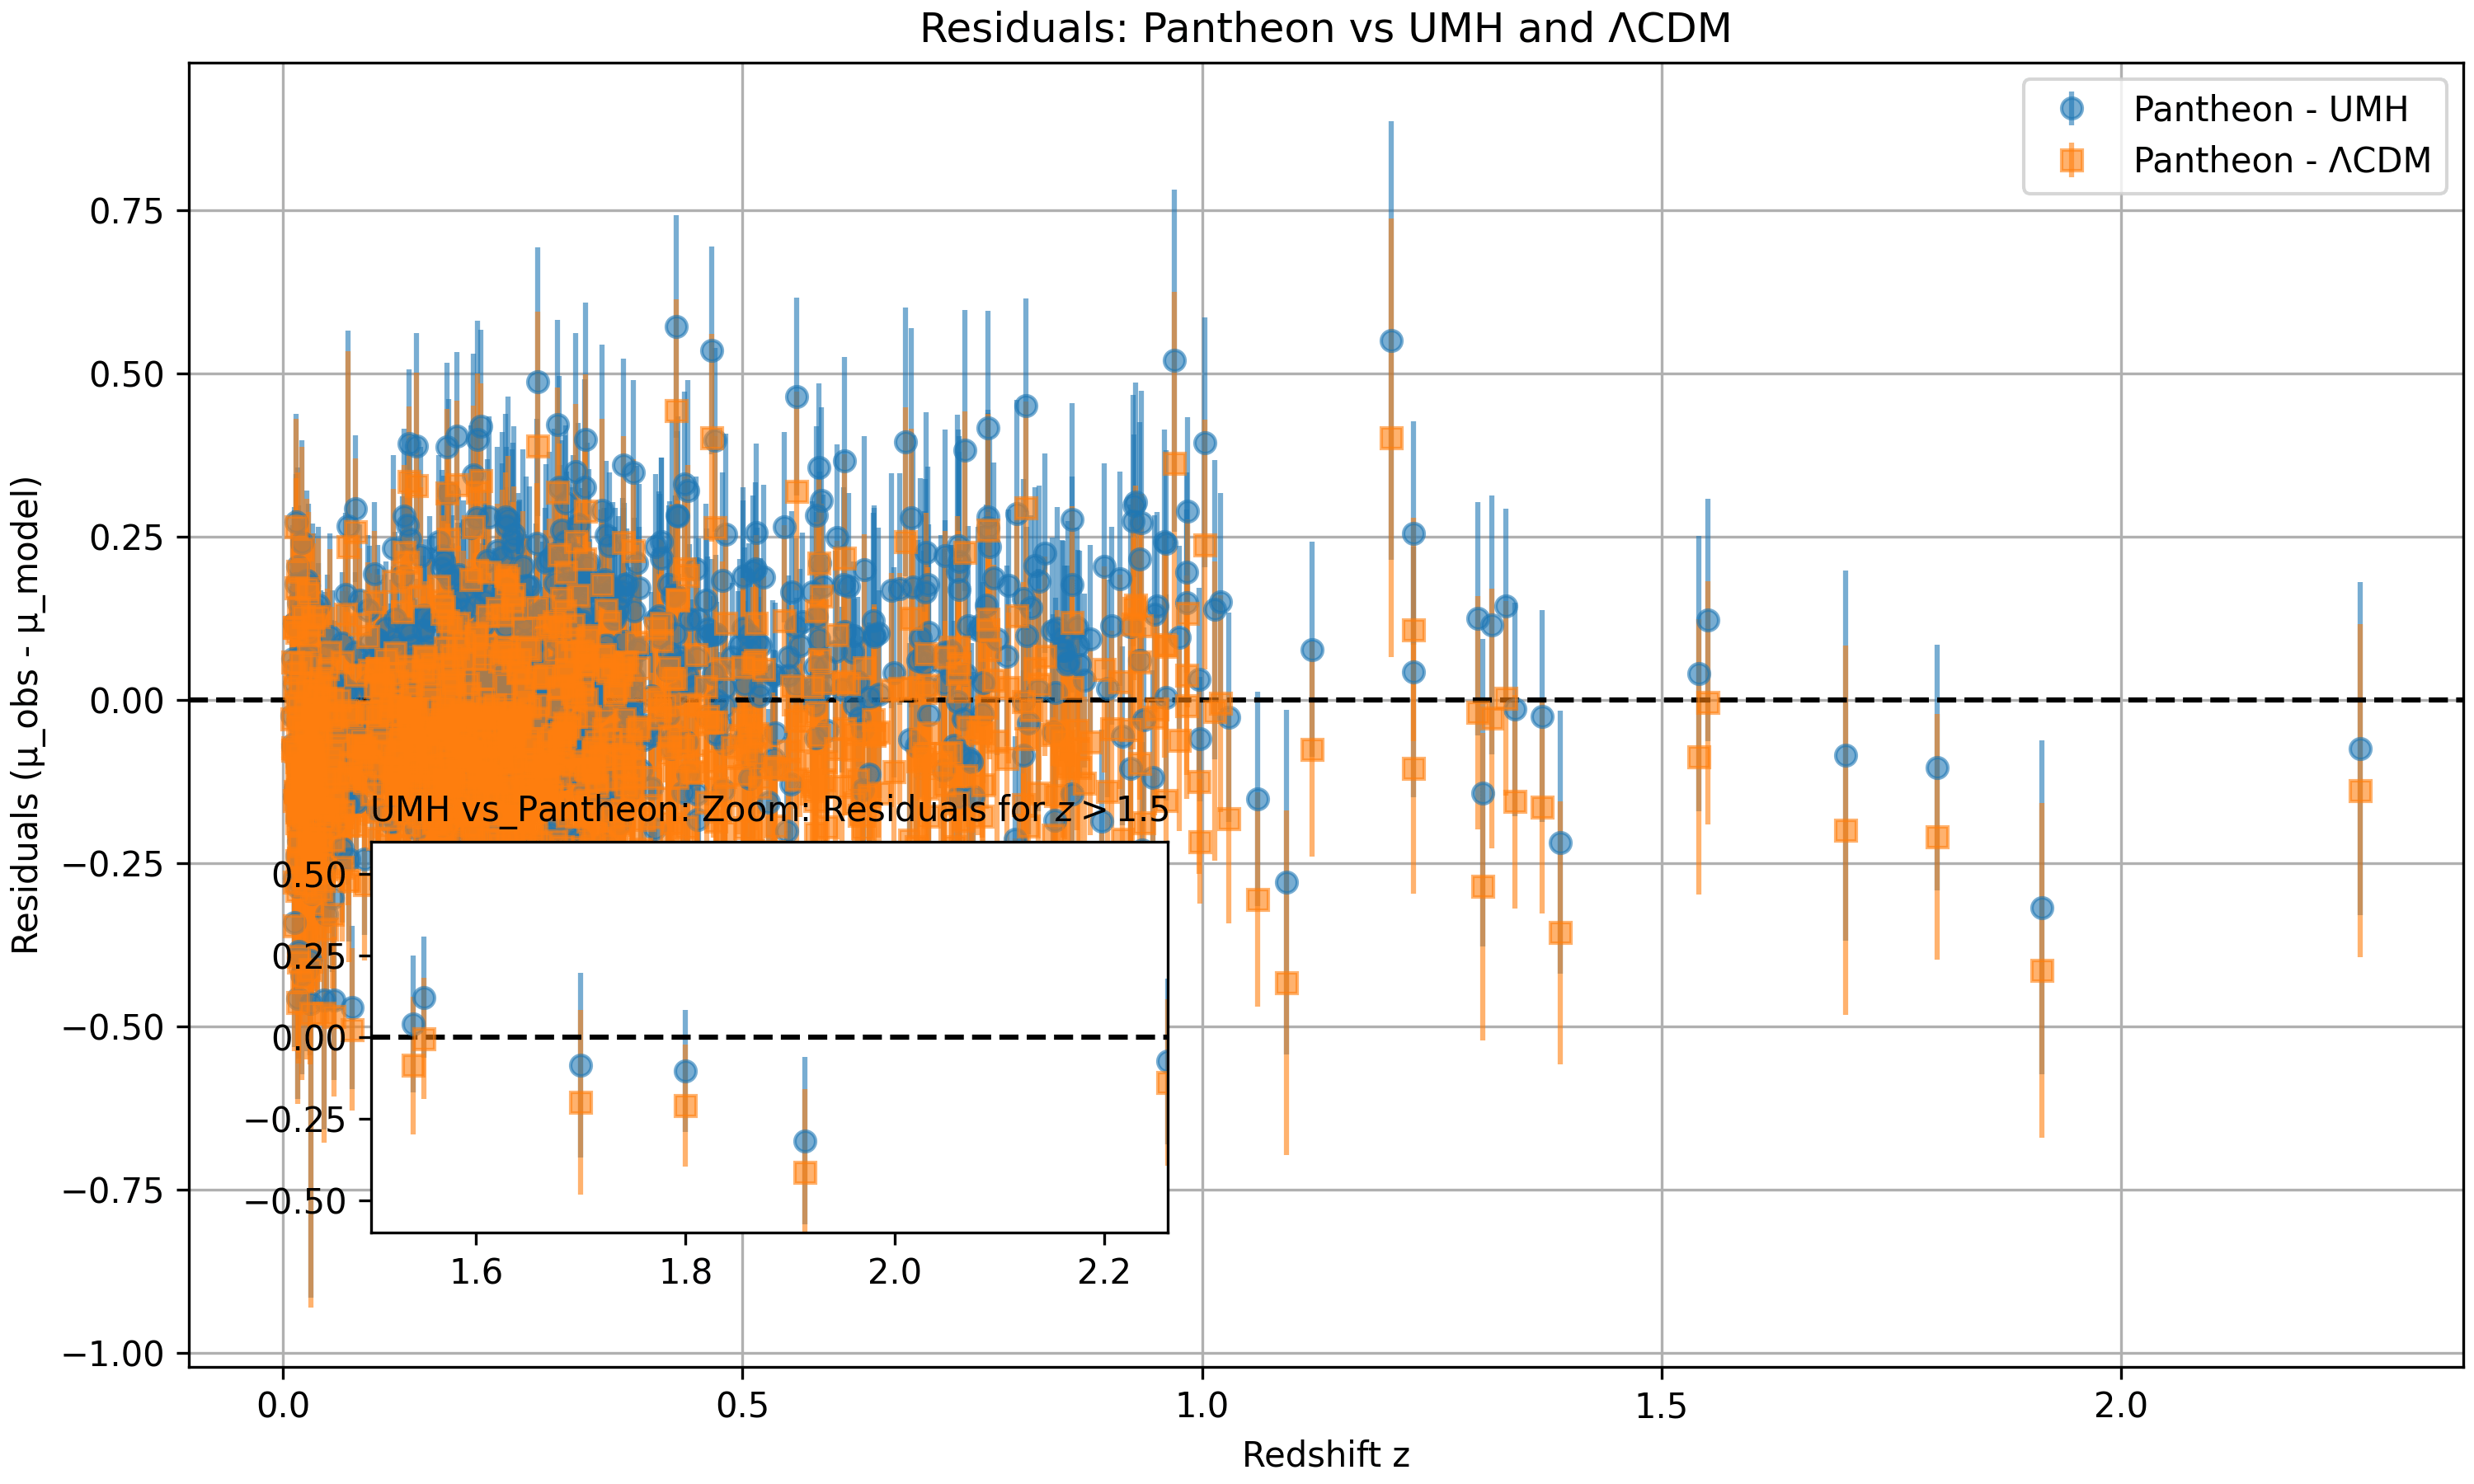 Residuals: Pantheon vs UMH and ΛCDM
Pantheon - UMH
Pantheon - ΛCDM
Residuals (μ_obs - μ_model)
0.75
0.50
0.25
0.00
−0.25
−0.50
−0.75
−1.00
UMH vs_Pantheon: Zoom: Residuals for z > 1.5
0.50
0.25
0.00
−0.25
−0.50
1.6 1.8 2.0 2.2
0.0 0.5 1.0 1.5 2.0
Redshift z